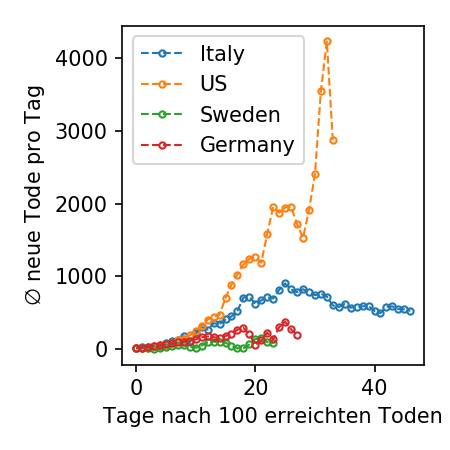 Italy
US
Sweden
Germany
4000
3000
2000
1000
0
∅ neue Tode pro Tag
0 20 40
Tage nach 100 erreichten Toden